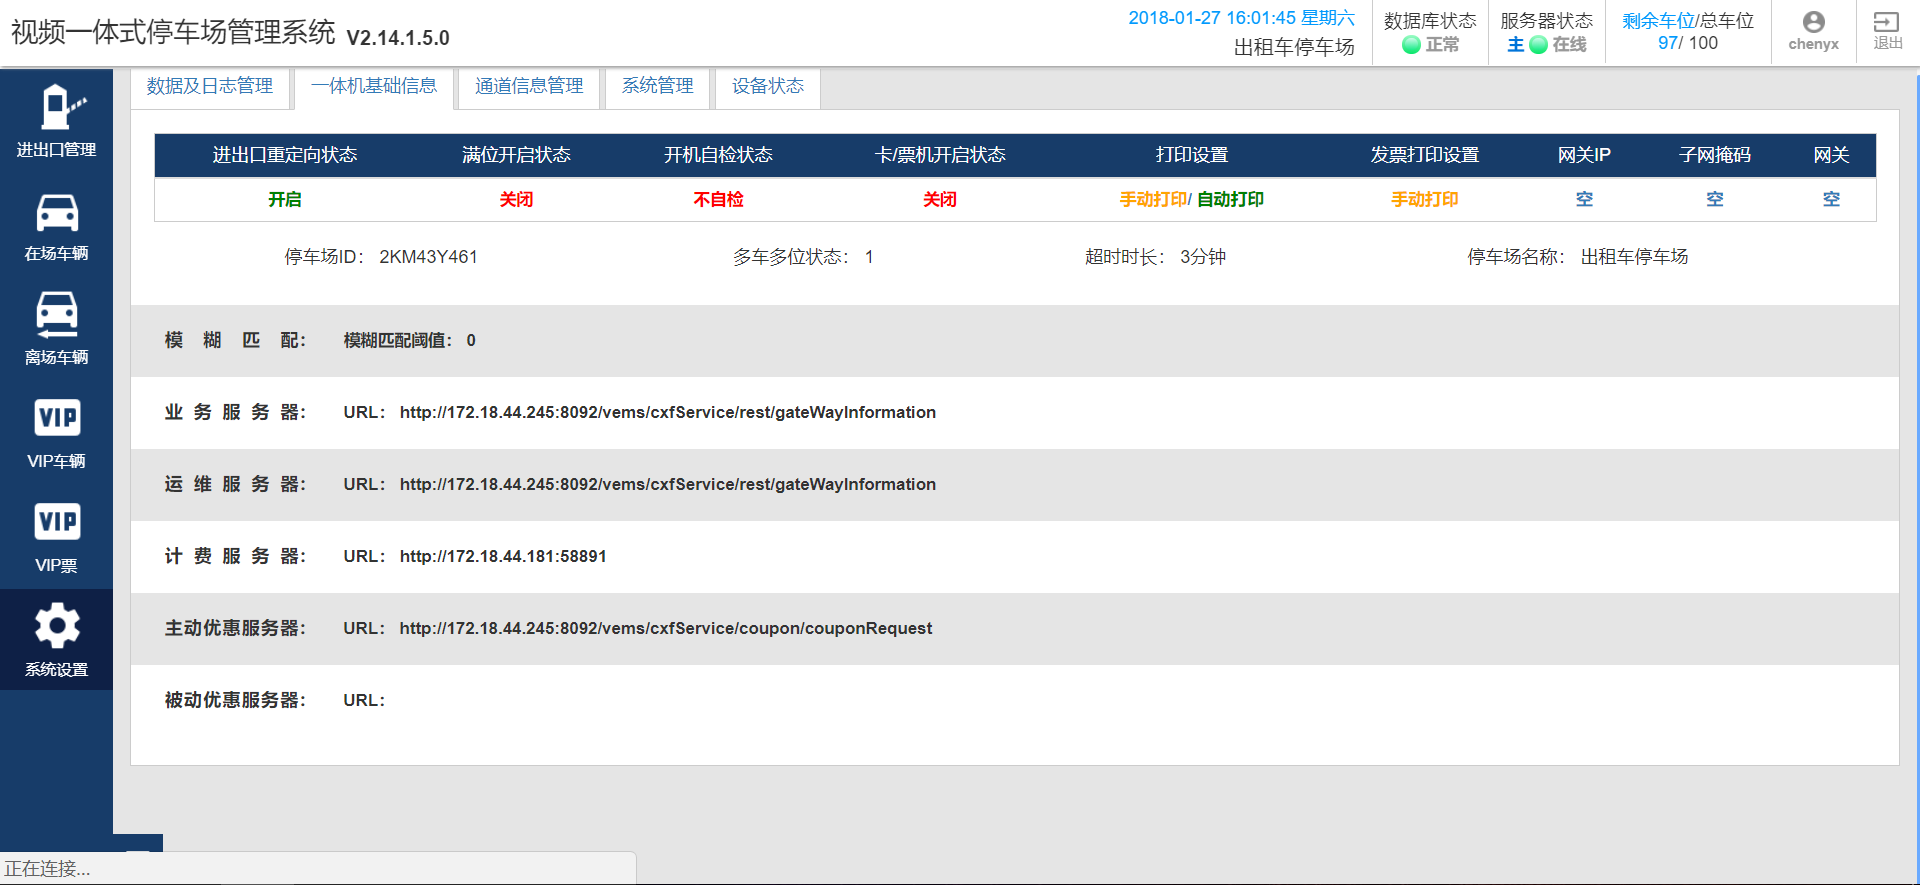 视频一体式停车场管理系统 V2.14.1.5.0
2018-01-27 16:01:45 星期六
出租车停车场
数据库状态
正常
服务器状态
主 在线
剩余车位/总车位
97/ 100
chenyx
退出
进出口管理
在场车辆
离场车辆
VIP
VIP车辆
VIP
VIP票
系统设置
数据及日志管理 一体机基础信息 通道信息管理 系统管理 设备状态
进出口重定向状态 满位开启状态 开机自检状态 卡/票机开启状态 打印设置 发票打印设置 网关IP 子网掩码 网关
开启 关闭 不自检 关闭 手动打印/ 自动打印 手动打印 空 空 空
停车场ID： 2KM43Y461 多车多位状态： 1 超时时长： 3分钟 停车场名称： 出租车停车场
模糊匹配： 模糊匹配阈值： 0
业务服务器： URL： http://172.18.44.245:8092/vems/cxfService/rest/gateWayInformation
运维服务器： URL： http://172.18.44.245:8092/vems/cxfService/rest/gateWayInformation
计费服务器： URL： http://172.18.44.181:58891
主动优惠服务器： URL： http://172.18.44.245:8092/vems/cxfService/coupon/couponRequest
被动优惠服务器： URL：
正在连接...